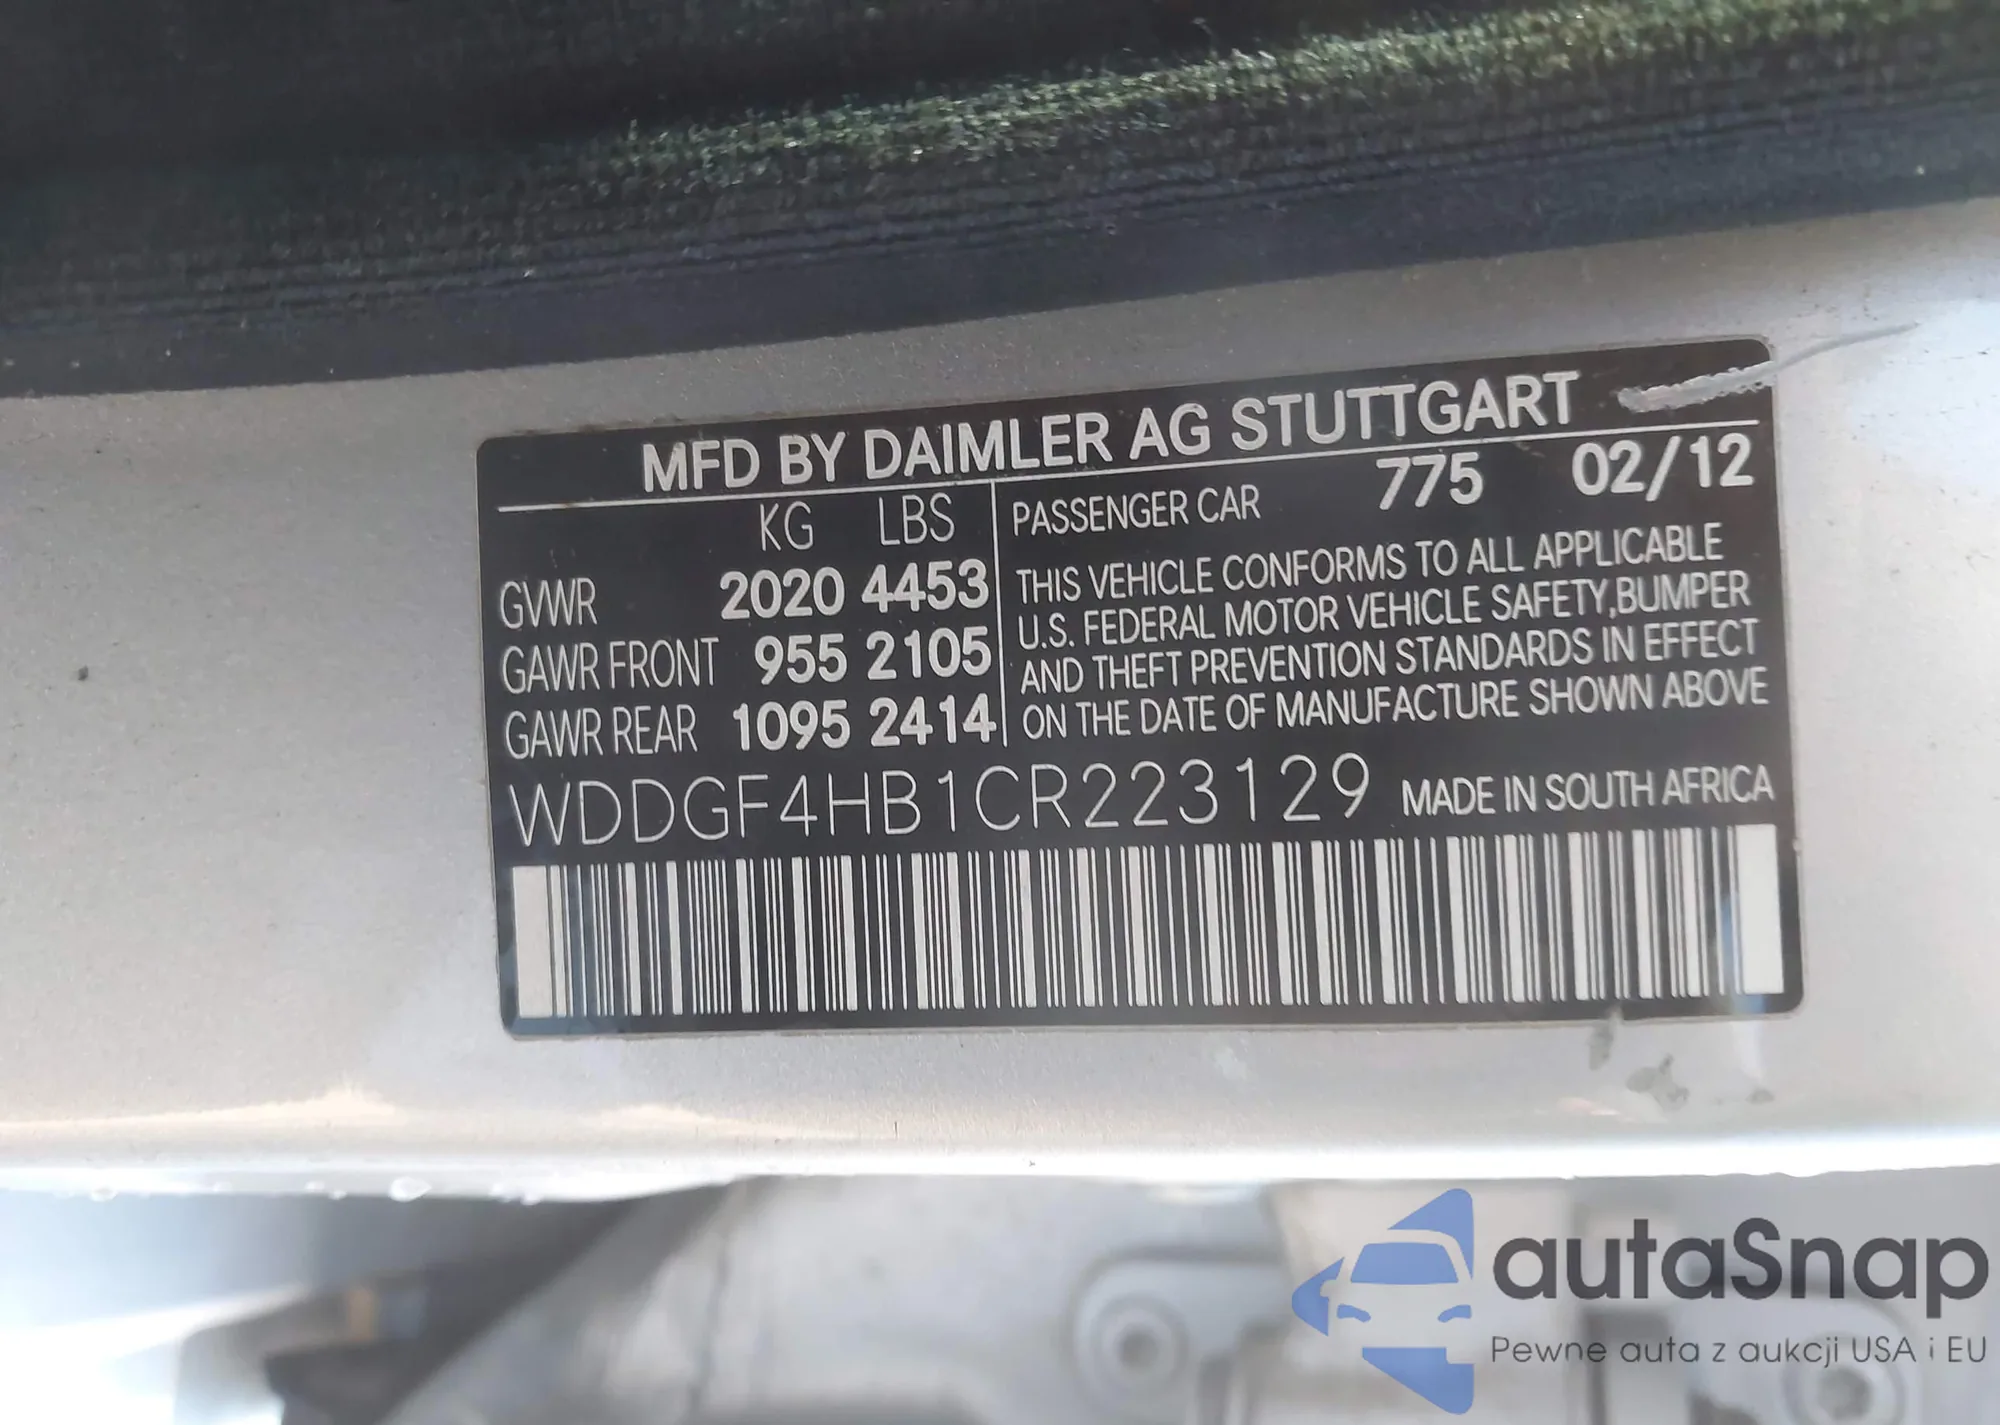 MFD BY DAIMLER AG STUTTGART
KG LBS
GVWR 2020 4453
GAWR FRONT 955 2105
GAWR REAR 1095 2414
PASSENGER CAR 775 02/12
THIS VEHICLE CONFORMS TO ALL APPLICABLE
U.S. FEDERAL MOTOR VEHICLE SAFETY,BUMPER
AND THEFT PREVENTION STANDARDS IN EFFECT
ON THE DATE OF MANUFACTURE SHOWN ABOVE
WDDGF4HB1CR223129 MADE IN SOUTH AFRICA
autaSnap
Pewne auta z aukcji USA i EU